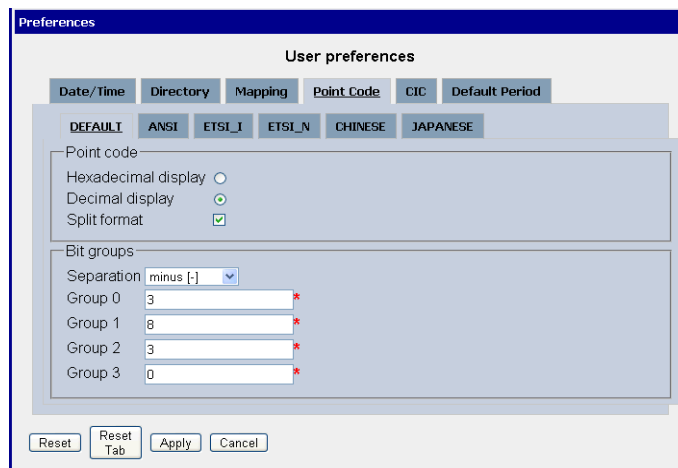 Preferences
User preferences
Date/Time Directory Mapping Point Code CIC Default Period
DEFAULT ANSI ETSI_I ETSI_N CHINESE JAPANESE
Point code
Hexadecimal display
Decimal display
Split format
Bit groups
Separation minus [-]
Group 0 3 *
Group 1 8 *
Group 2 3 *
Group 3 0 *
Reset Reset Tab Apply Cancel